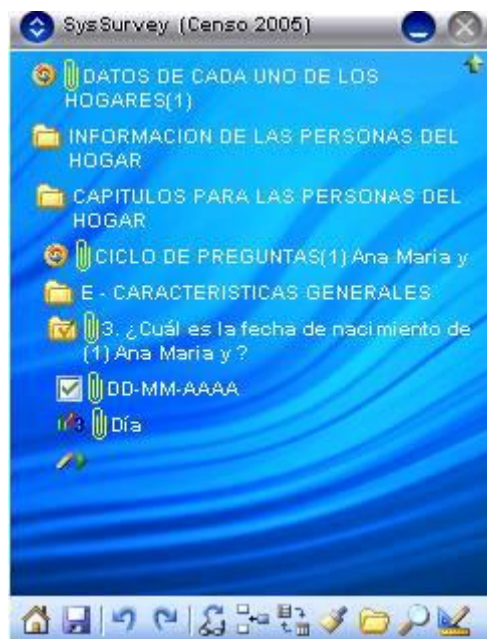 SysSurvey (Censo 2005)
DATOS DE CADA UNO DE LOS
HOGARES(1)
INFORMACION DE LAS PERSONAS DEL
HOGAR
CAPITULOS PARA LAS PERSONAS DEL
HOGAR
CICLO DE PREGUNTAS(1) Ana Maria y
E - CARACTERISTICAS GENERALES
3. ¿Cuál es la fecha de nacimiento de
(1) Ana Maria y ?
DD-MM-AAAA
Día